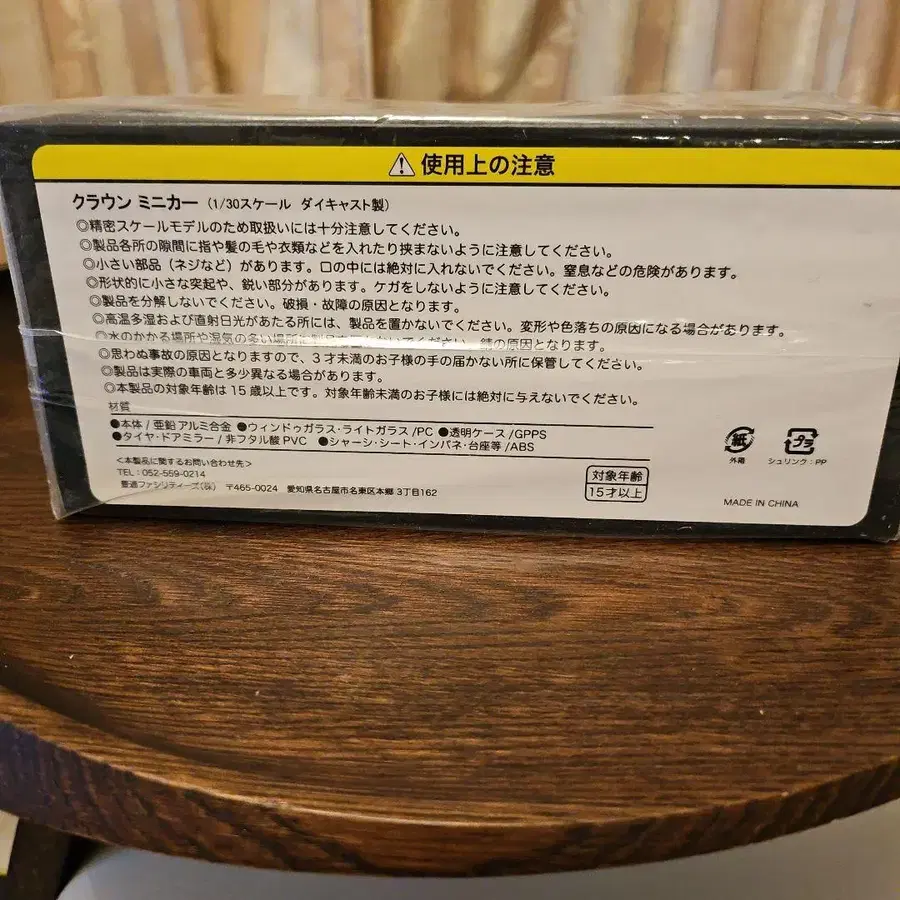 使用上の注意
クラウン ミニカー (1/30スケール ダイキャスト製)
◎精密スケールモデルのため取扱いには十分注意してください。
◎製品各所の隙間に指や髪の毛や衣類などを入れたり挟まないように注意してください。
◎小さい部品（ネジなど）があります。口の中には絶対に入れないでください。窒息などの危険があります。
◎形状的に小さな突起や、鋭い部分があります。ケガをしないように注意してください。
◎製品を分解しないでください。破損・故障の原因となります。
◎高温多湿および直射日光があたる所には、製品を置かないでください。変形や色落ちの原因になる場合があります。
◎水のかかる場所や湿気の多い場所に製品を置かないでください。錆の原因となります。
◎思わぬ事故の原因となりますので、3才未満のお子様の手の届かない所に保管してください。
◎製品は実際の車両と多少異なる場合があります。
◎本製品の対象年齢は15歳以上です。対象年齢未満のお子様には絶対に与えないでください。
材質
●本体/亜鉛 アルミ合金 ●ウィンドゥガラス・ライトガラス/PC ●透明ケース/GPPS
●タイヤ・ドアミラー/非フタル酸PVC ●シャーシ・シート・インパネ・台座等/ABS
<本製品に関するお問い合わせ先>
TEL:052-559-0214
豊通ファシリティーズ(株) 〒465-0024 愛知県名古屋市名東区本郷3丁目162
対象年齢
15才以上
紙
外箱
プラ
シュリンク:PP
MADE IN CHINA